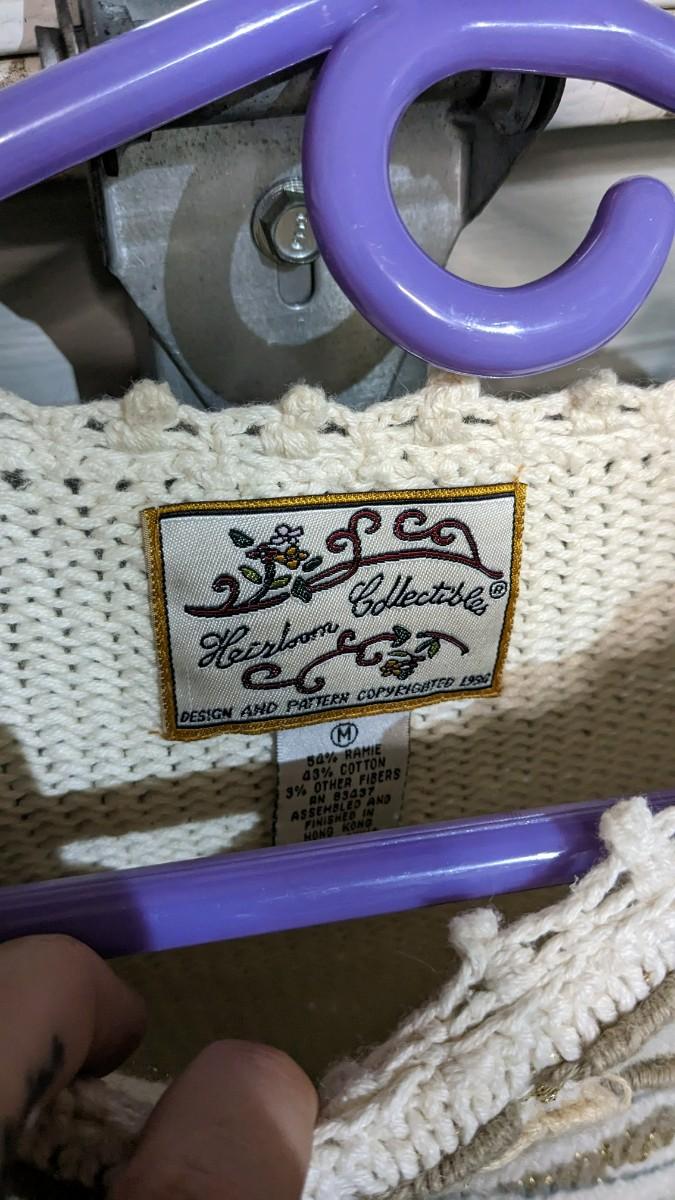 Heirloom Collectibles®
DESIGN AND PATTERN COPYRIGHTED 1996
M
54% RAMIE
43% COTTON
3% OTHER FIBERS
RN 83437
ASSEMBLED AND
FINISHED IN
HONG KONG